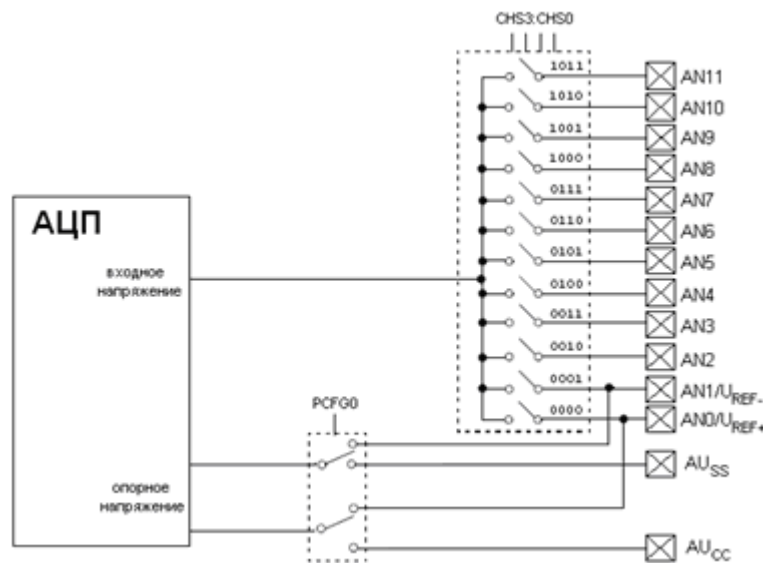 CHS3:CHS0
1011
AN11
1010
AN10
1001
AN9
1000
AN8
0111
AN7
0110
AN6
0101
AN5
0100
AN4
0011
AN3
0010
AN2
0001
AN1/UREF-
0000
AN0/UREF+
АЦП
входное
напряжение
PCFG0
AUSS
опорное
напряжение
AUCC